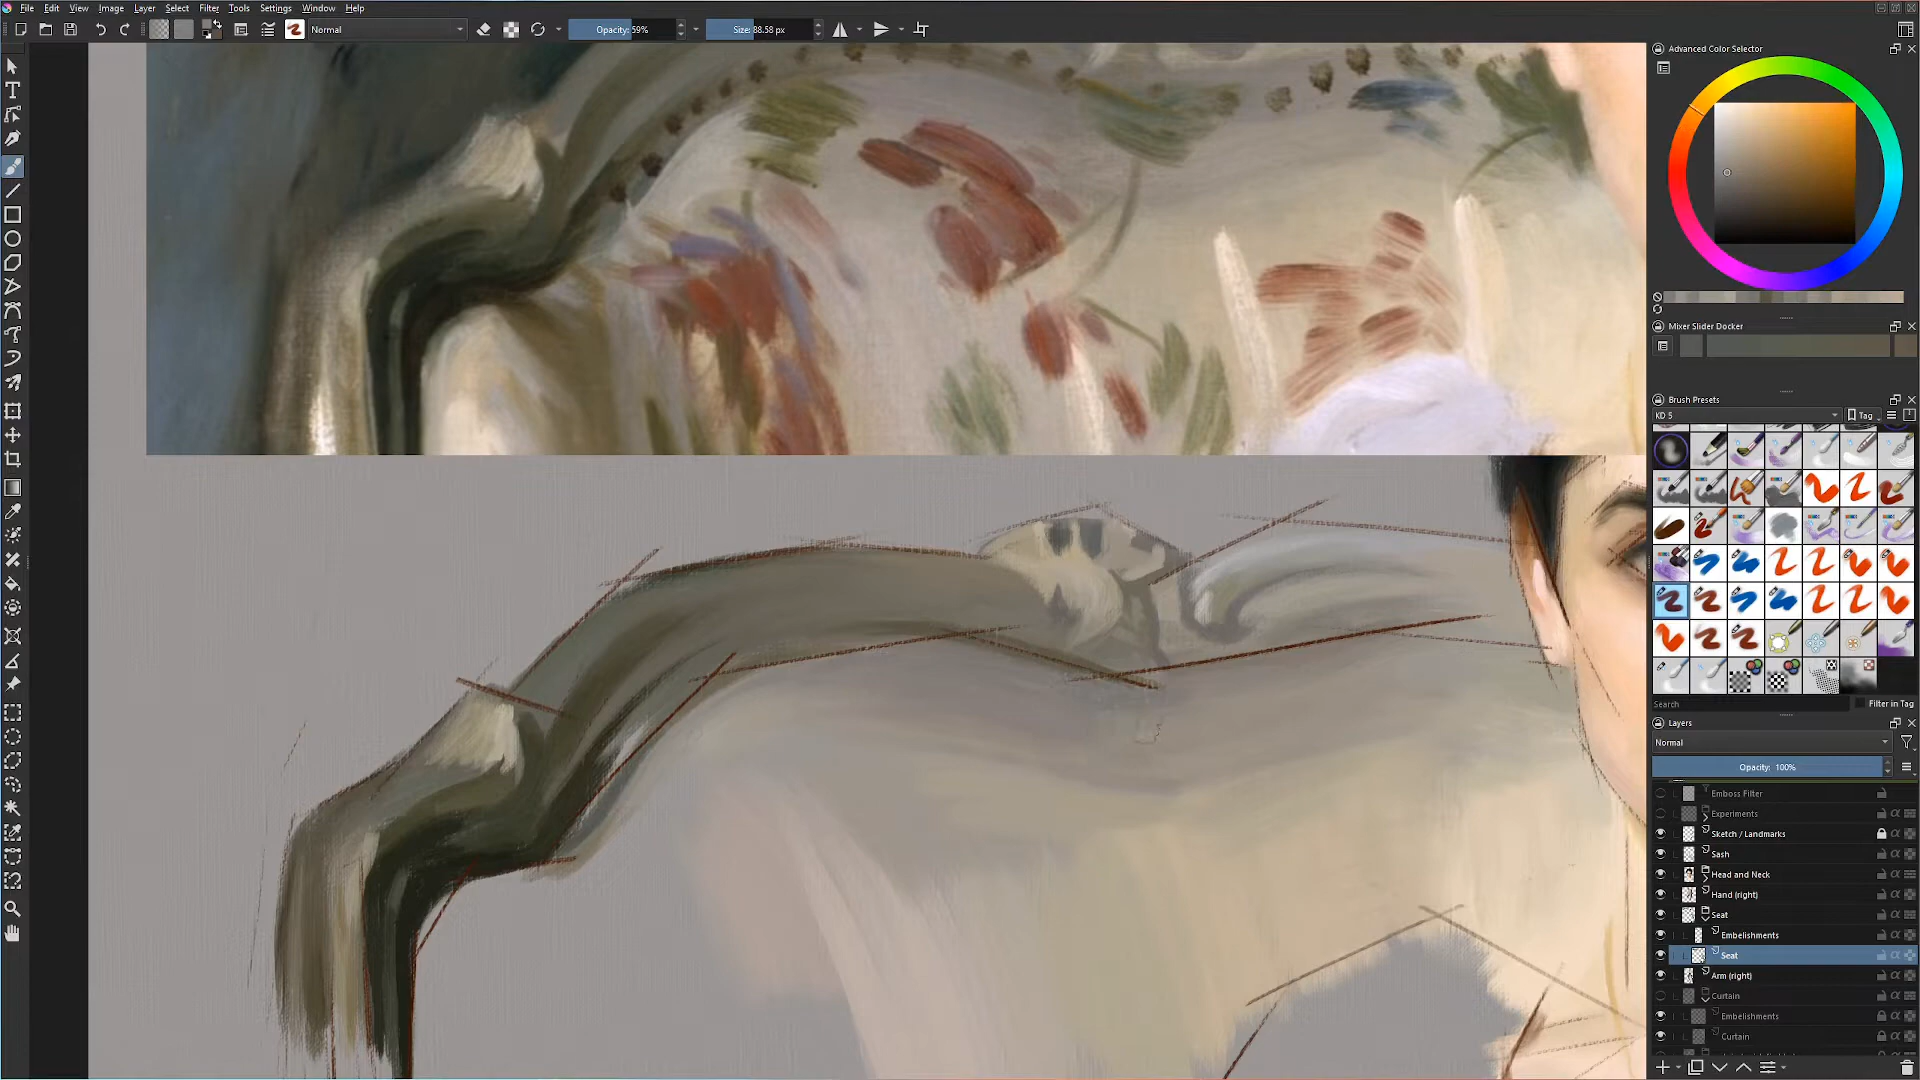 File Edit View Image Layer Select Filter Tools Settings Window Help
Normal Opacity: 59% Size: 88.58 px
Advanced Color Selector
Mixer Slider Docker
Brush Presets
KD 5 Tag
Search Filter in Tag
Layers
Normal
Opacity: 100%
Emboss Filter
Experiments
Sketch / Landmarks
Sash
Head and Neck
Hand (right)
Seat
Embelishments
Seat
Arm (right)
Curtain
Embelishments
Curtain